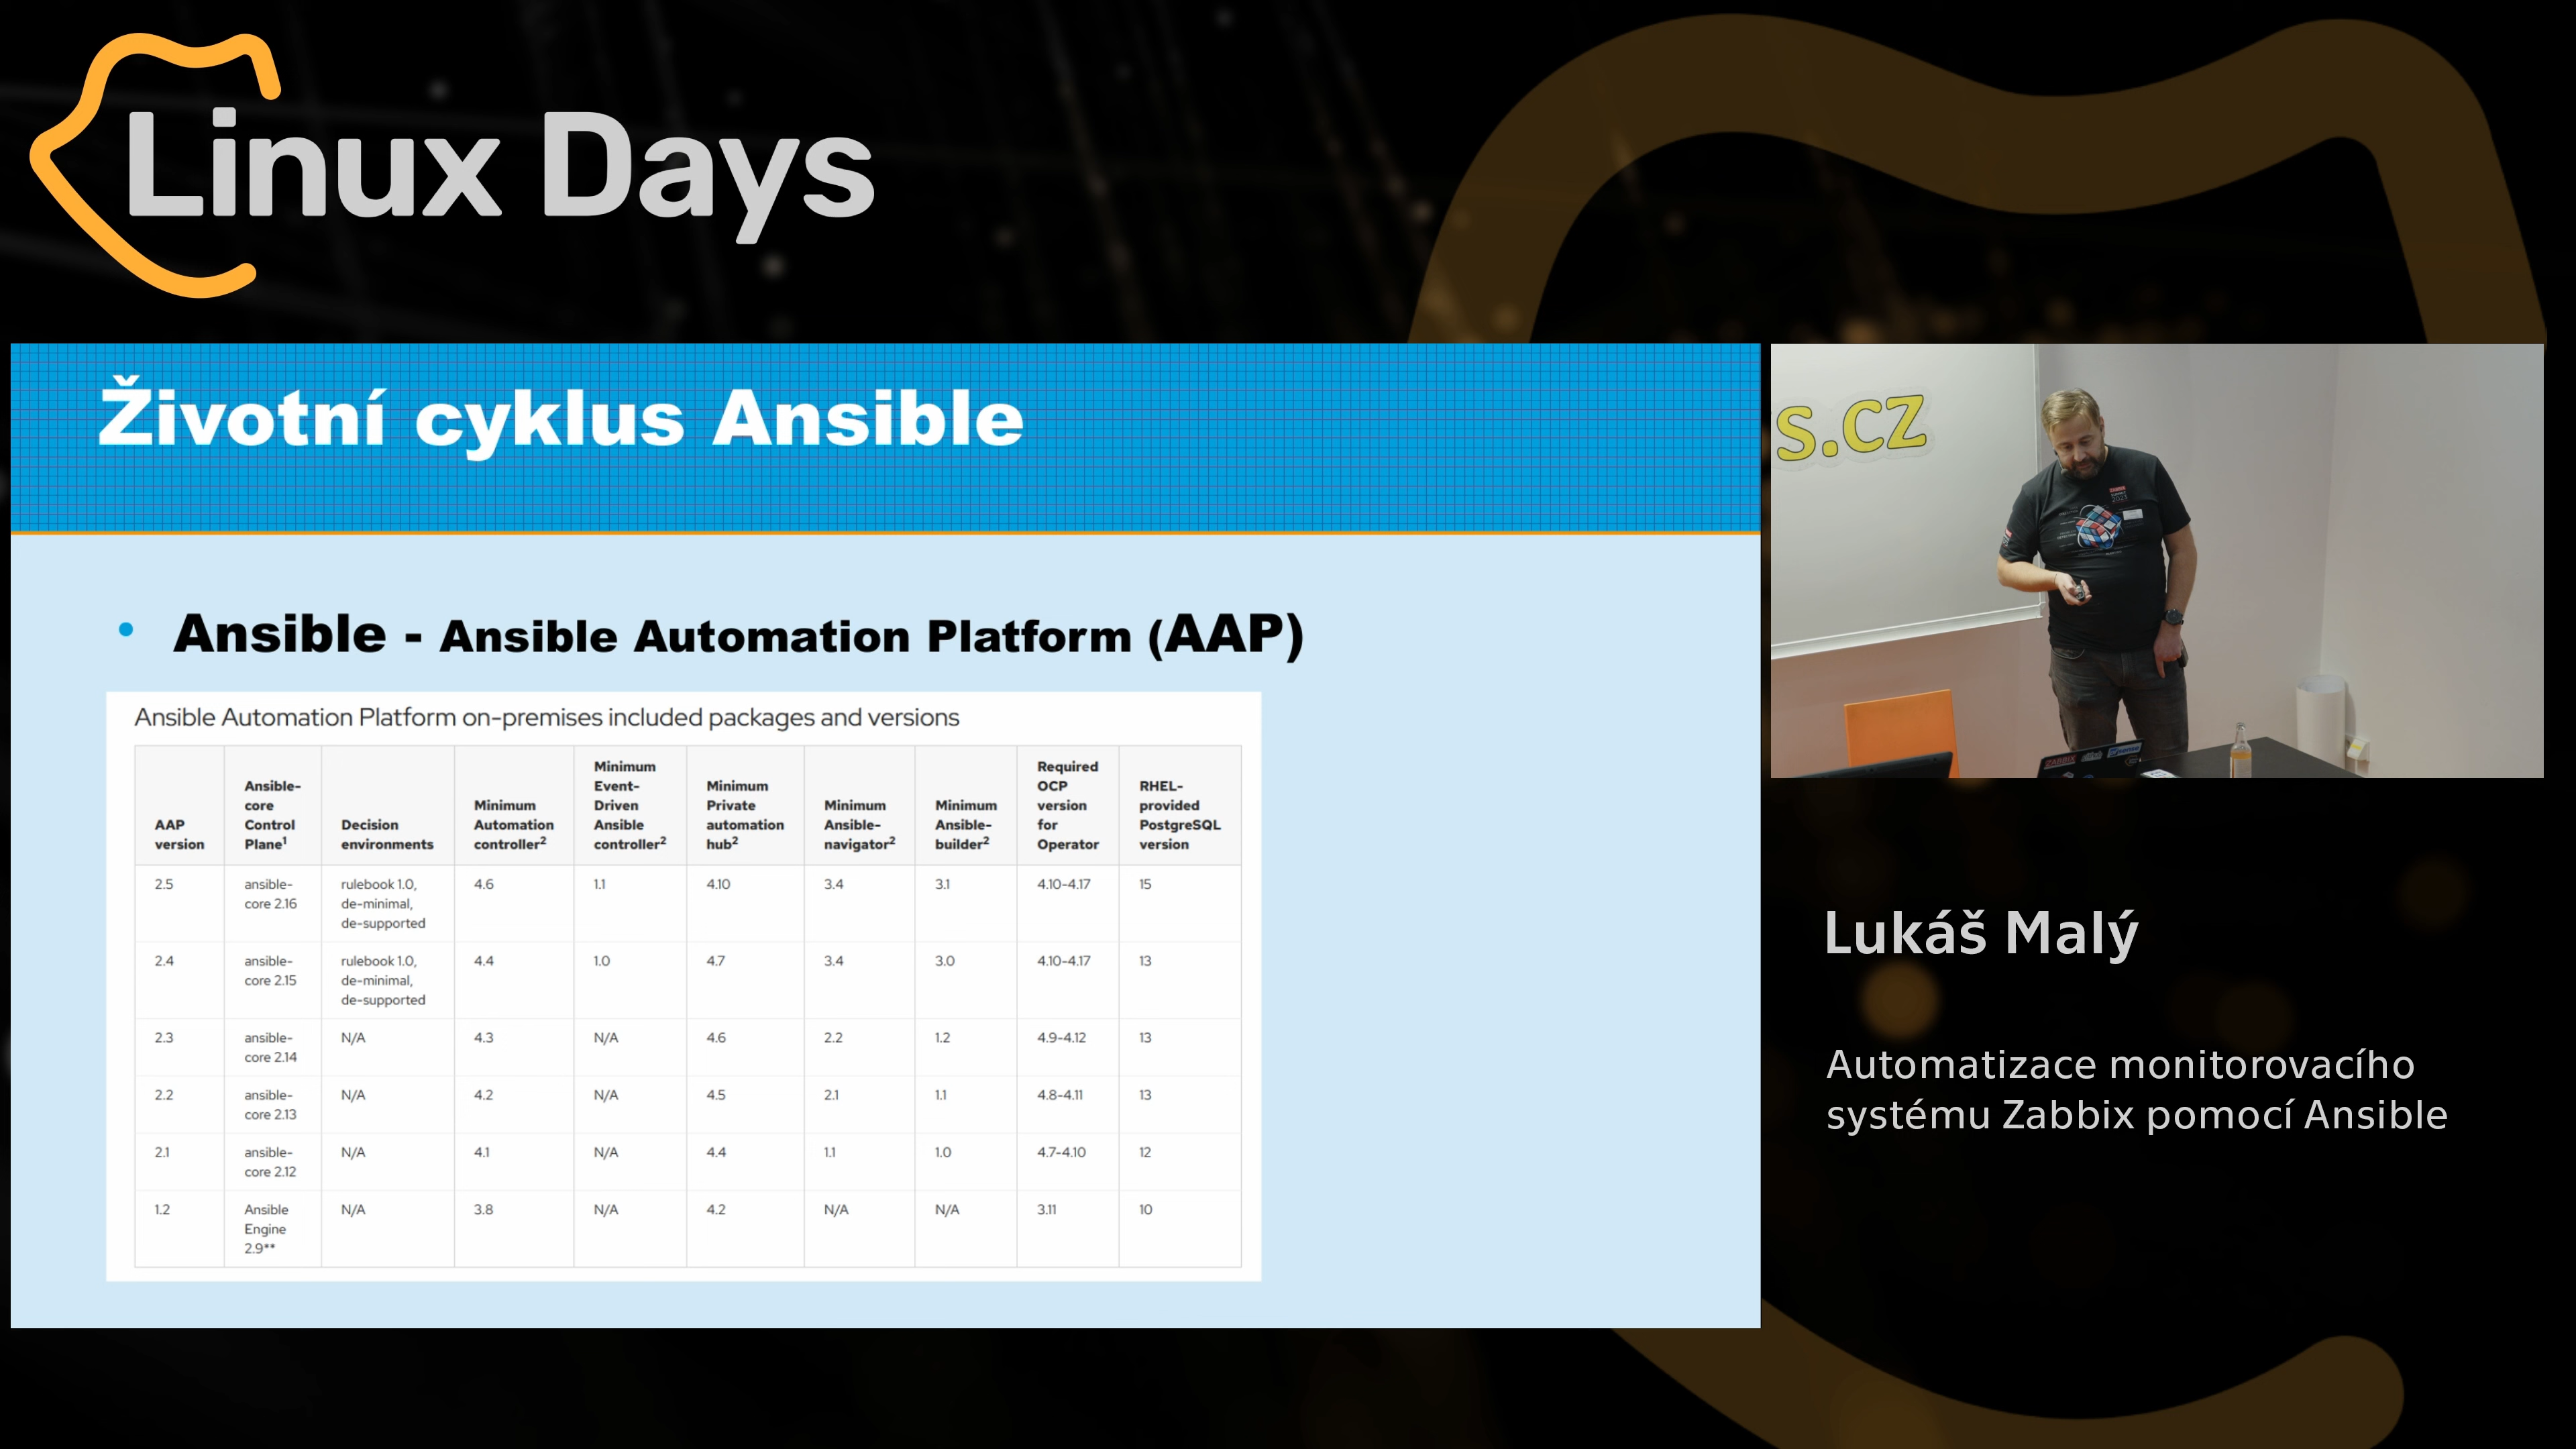 Linux Days
Životní cyklus Ansible
• Ansible - Ansible Automation Platform (AAP)
Ansible Automation Platform on-premises included packages and versions
AAP version | Ansible-core Control Plane¹ | Decision environments | Minimum Automation controller² | Minimum Event-Driven Ansible controller² | Minimum Private automation hub² | Minimum Ansible-navigator² | Minimum Ansible-builder² | Required OCP version for Operator | RHEL-provided PostgreSQL version
2.5 | ansible-core 2.16 | rulebook 1.0, de-minimal, de-supported | 4.6 | 1.1 | 4.10 | 3.4 | 3.1 | 4.10-4.17 | 15
2.4 | ansible-core 2.15 | rulebook 1.0, de-minimal, de-supported | 4.4 | 1.0 | 4.7 | 3.4 | 3.0 | 4.10-4.17 | 13
2.3 | ansible-core 2.14 | N/A | 4.3 | N/A | 4.6 | 2.2 | 1.2 | 4.9-4.12 | 13
2.2 | ansible-core 2.13 | N/A | 4.2 | N/A | 4.5 | 2.1 | 1.1 | 4.8-4.11 | 13
2.1 | ansible-core 2.12 | N/A | 4.1 | N/A | 4.4 | 1.1 | 1.0 | 4.7-4.10 | 12
1.2 | Ansible Engine 2.9** | N/A | 3.8 | N/A | 4.2 | N/A | N/A | 3.11 | 10
s.cz
ZABBIX
Lukáš Malý
Automatizace monitorovacího
systému Zabbix pomocí Ansible